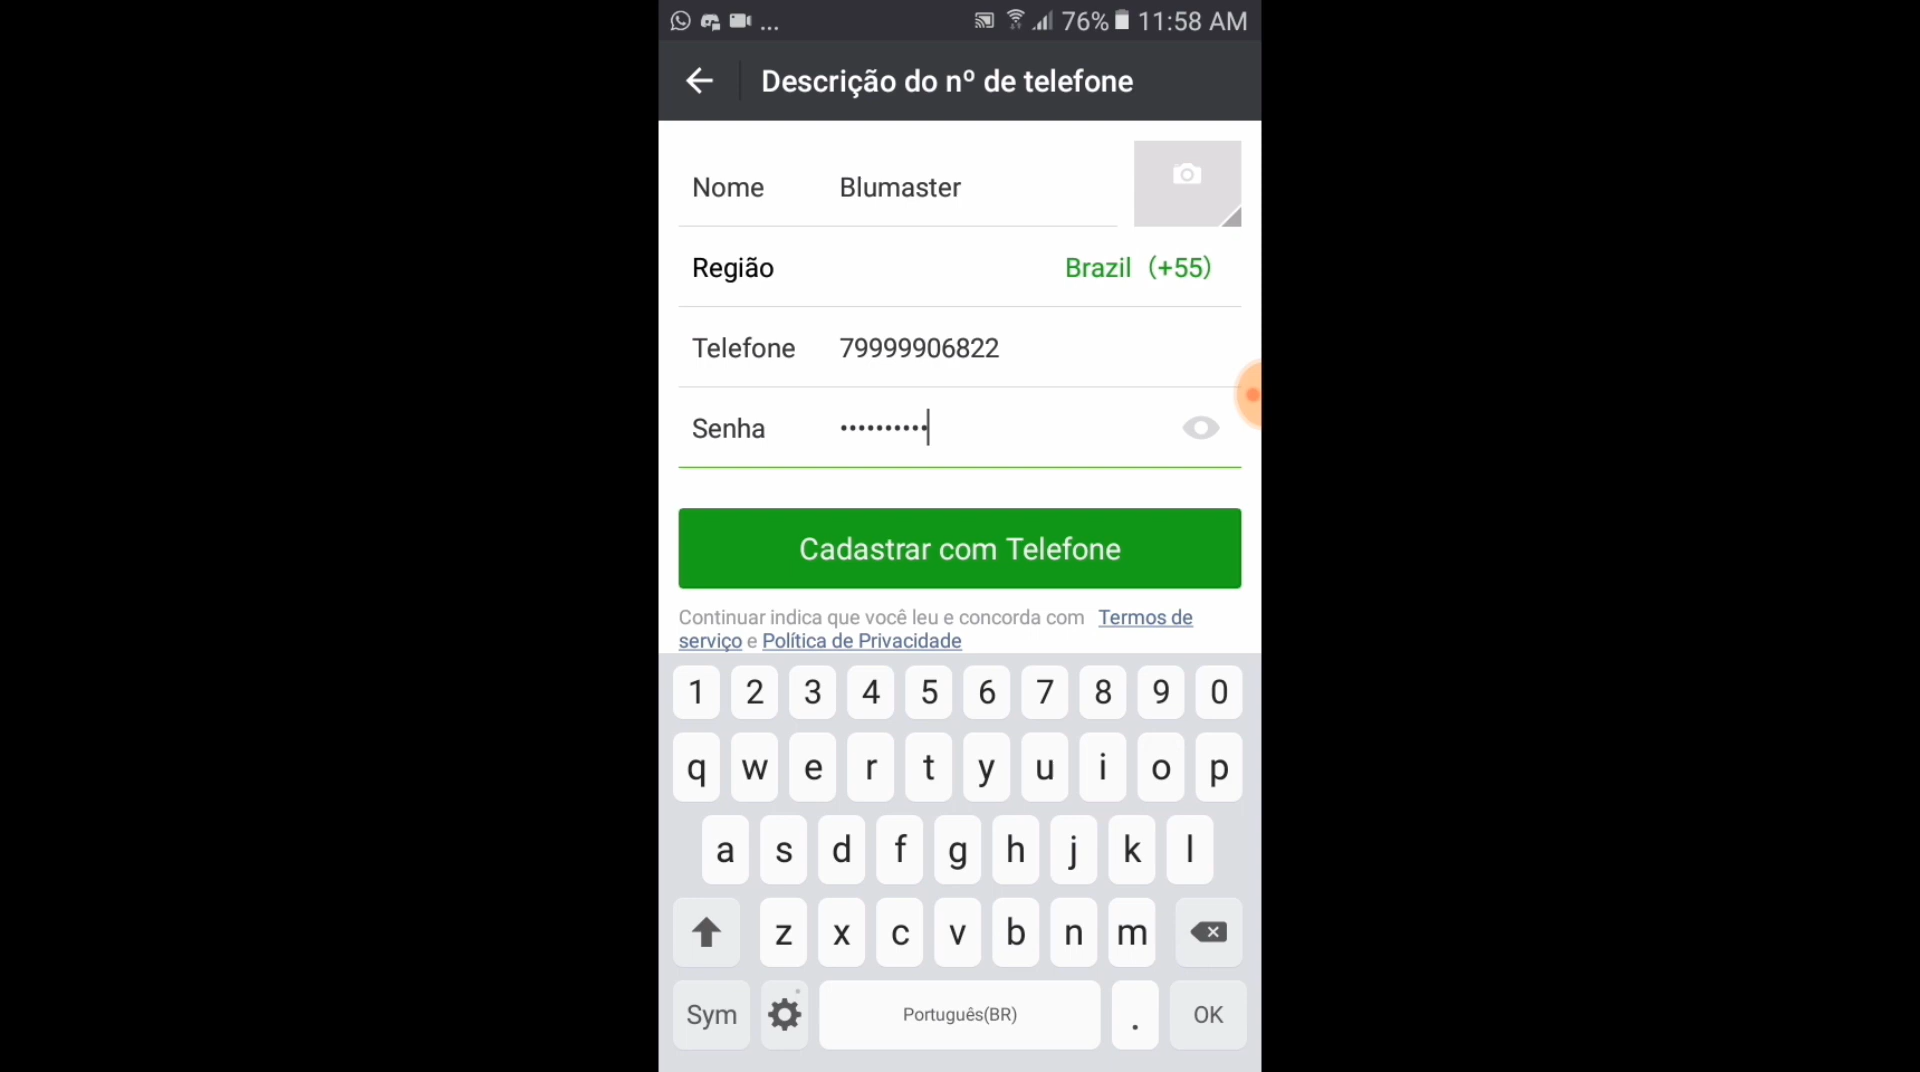 ... 76% 11:58 AM
Descrição do nº de telefone
Nome Blumaster
Região Brazil (+55)
Telefone 79999906822
Senha ••••••••••
Cadastrar com Telefone
Continuar indica que você leu e concorda com Termos de
serviço e Política de Privacidade
1 2 3 4 5 6 7 8 9 0
q w e r t y u i o p
a s d f g h j k l
z x c v b n m
Sym Português(BR) . OK